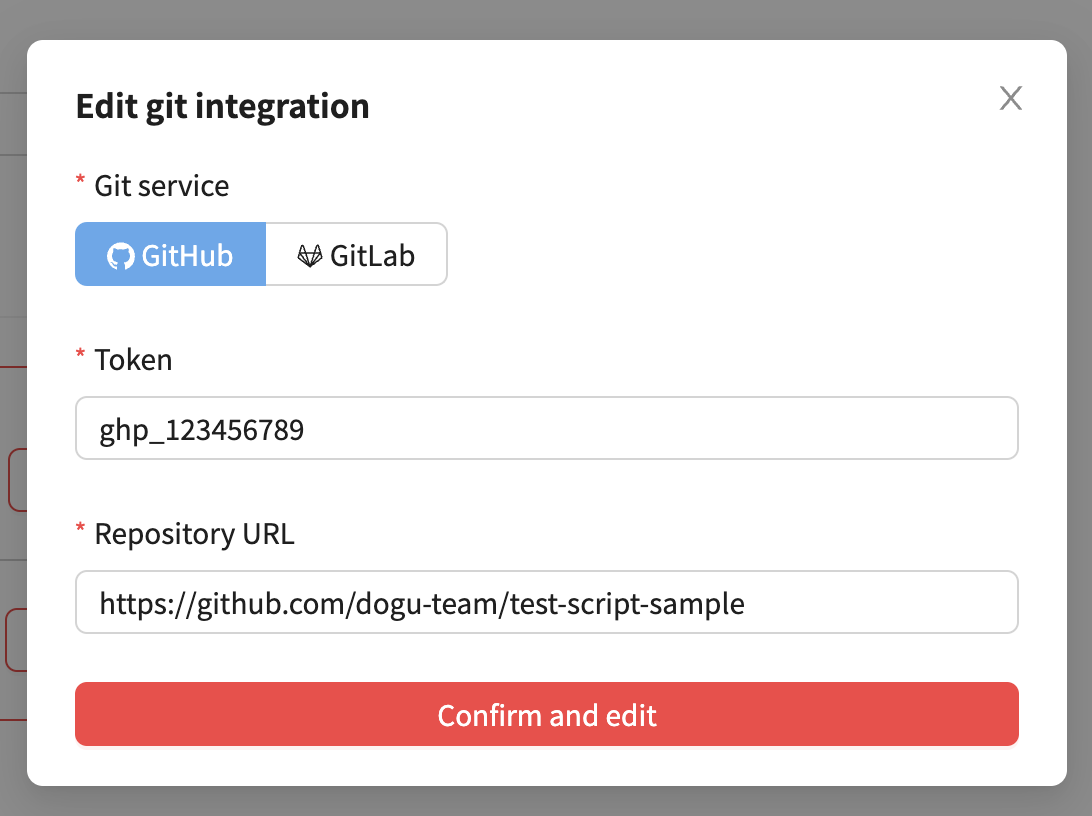 Edit git integration
* Git service
GitHub
GitLab
* Token
ghp_123456789
* Repository URL
https://github.com/dogu-team/test-script-sample
Confirm and edit